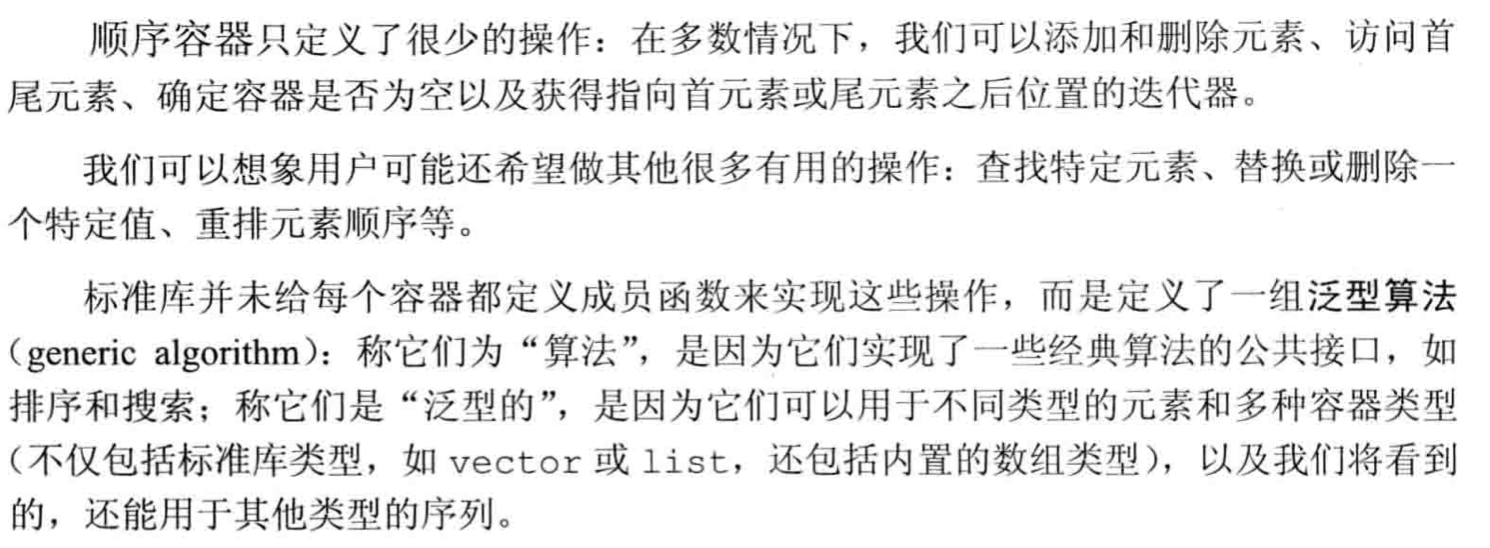 顺序容器只定义了很少的操作：在多数情况下，我们可以添加和删除元素、访问首
尾元素、确定容器是否为空以及获得指向首元素或尾元素之后位置的迭代器。
我们可以想象用户可能还希望做其他很多有用的操作：查找特定元素、替换或删除一
个特定值、重排元素顺序等。
标准库并未给每个容器都定义成员函数来实现这些操作，而是定义了一组泛型算法
（generic algorithm）：称它们为“算法”，是因为它们实现了一些经典算法的公共接口，如
排序和搜索；称它们是“泛型的”，是因为它们可以用于不同类型的元素和多种容器类型
（不仅包括标准库类型，如 vector 或 list，还包括内置的数组类型），以及我们将看到
的，还能用于其他类型的序列。